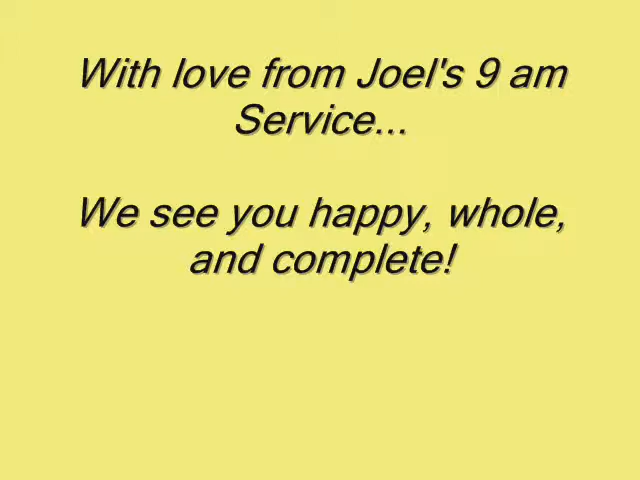 With love from Joel's 9 am
Service...
We see you happy, whole,
and complete!